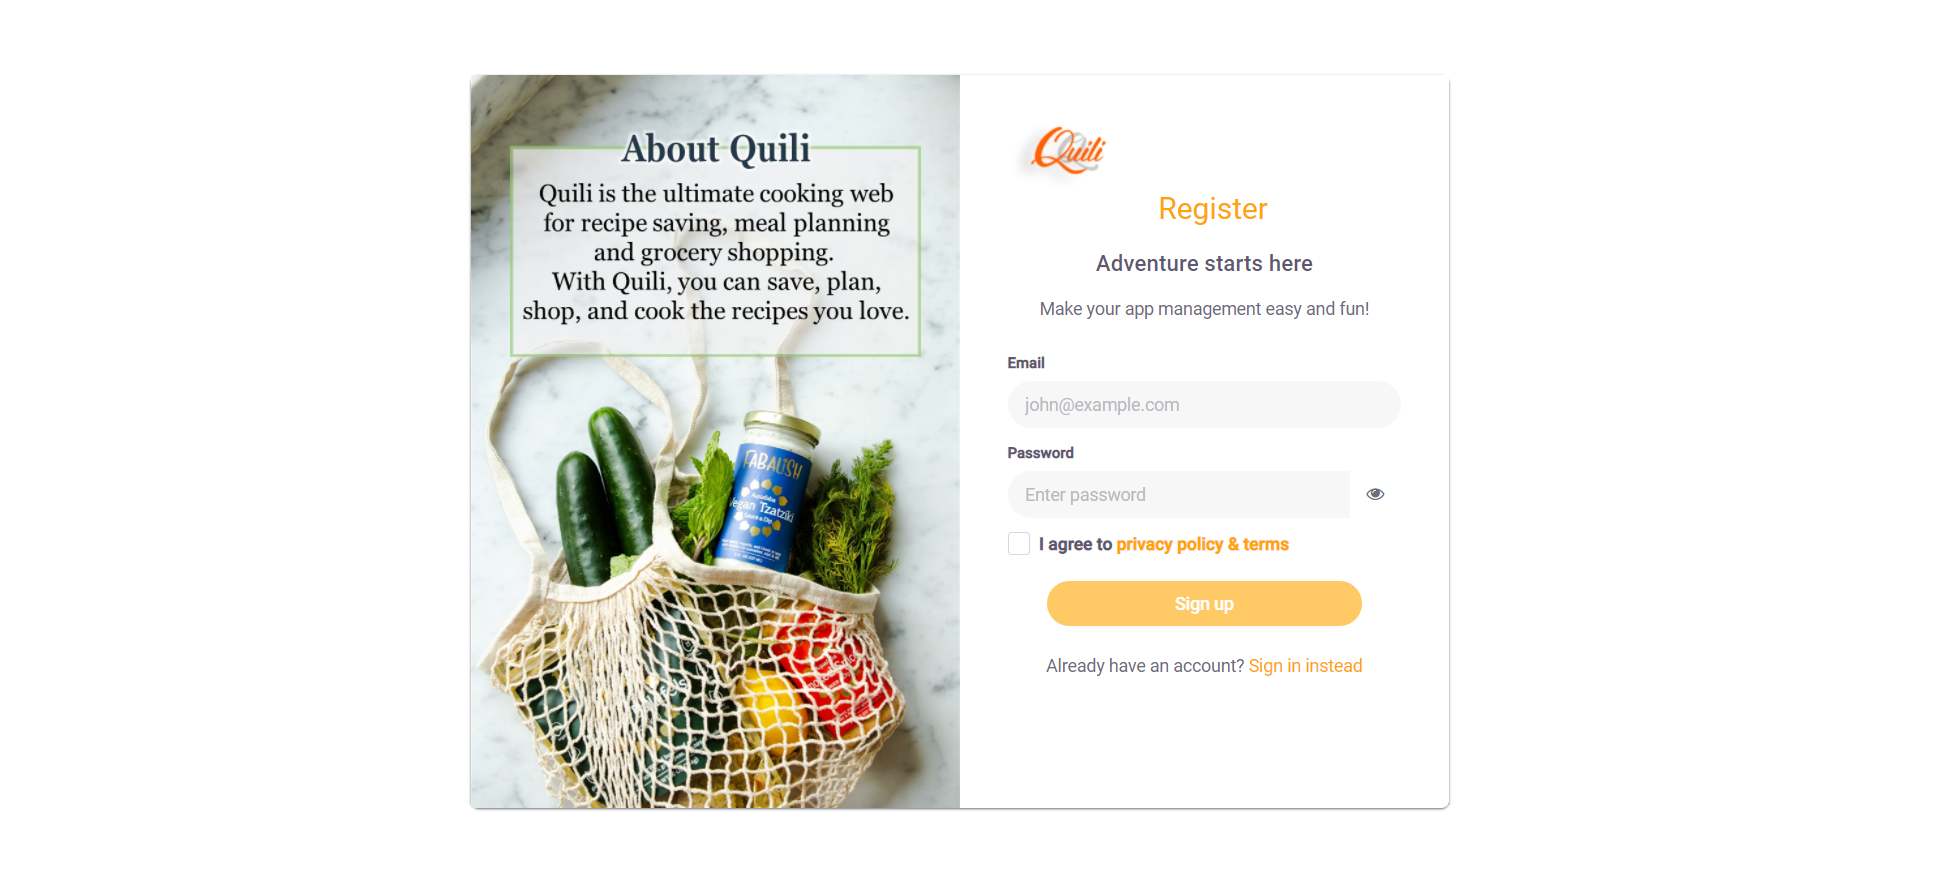 About Quili
Quili is the ultimate cooking web
for recipe saving, meal planning
and grocery shopping.
With Quili, you can save, plan,
shop, and cook the recipes you love.
FABALISH
Aquafaba
Vegan Tzatziki
Sauce & Dip
Quili
Register
Adventure starts here
Make your app management easy and fun!
Email
john@example.com
Password
Enter password
I agree to privacy policy & terms
Sign up
Already have an account? Sign in instead